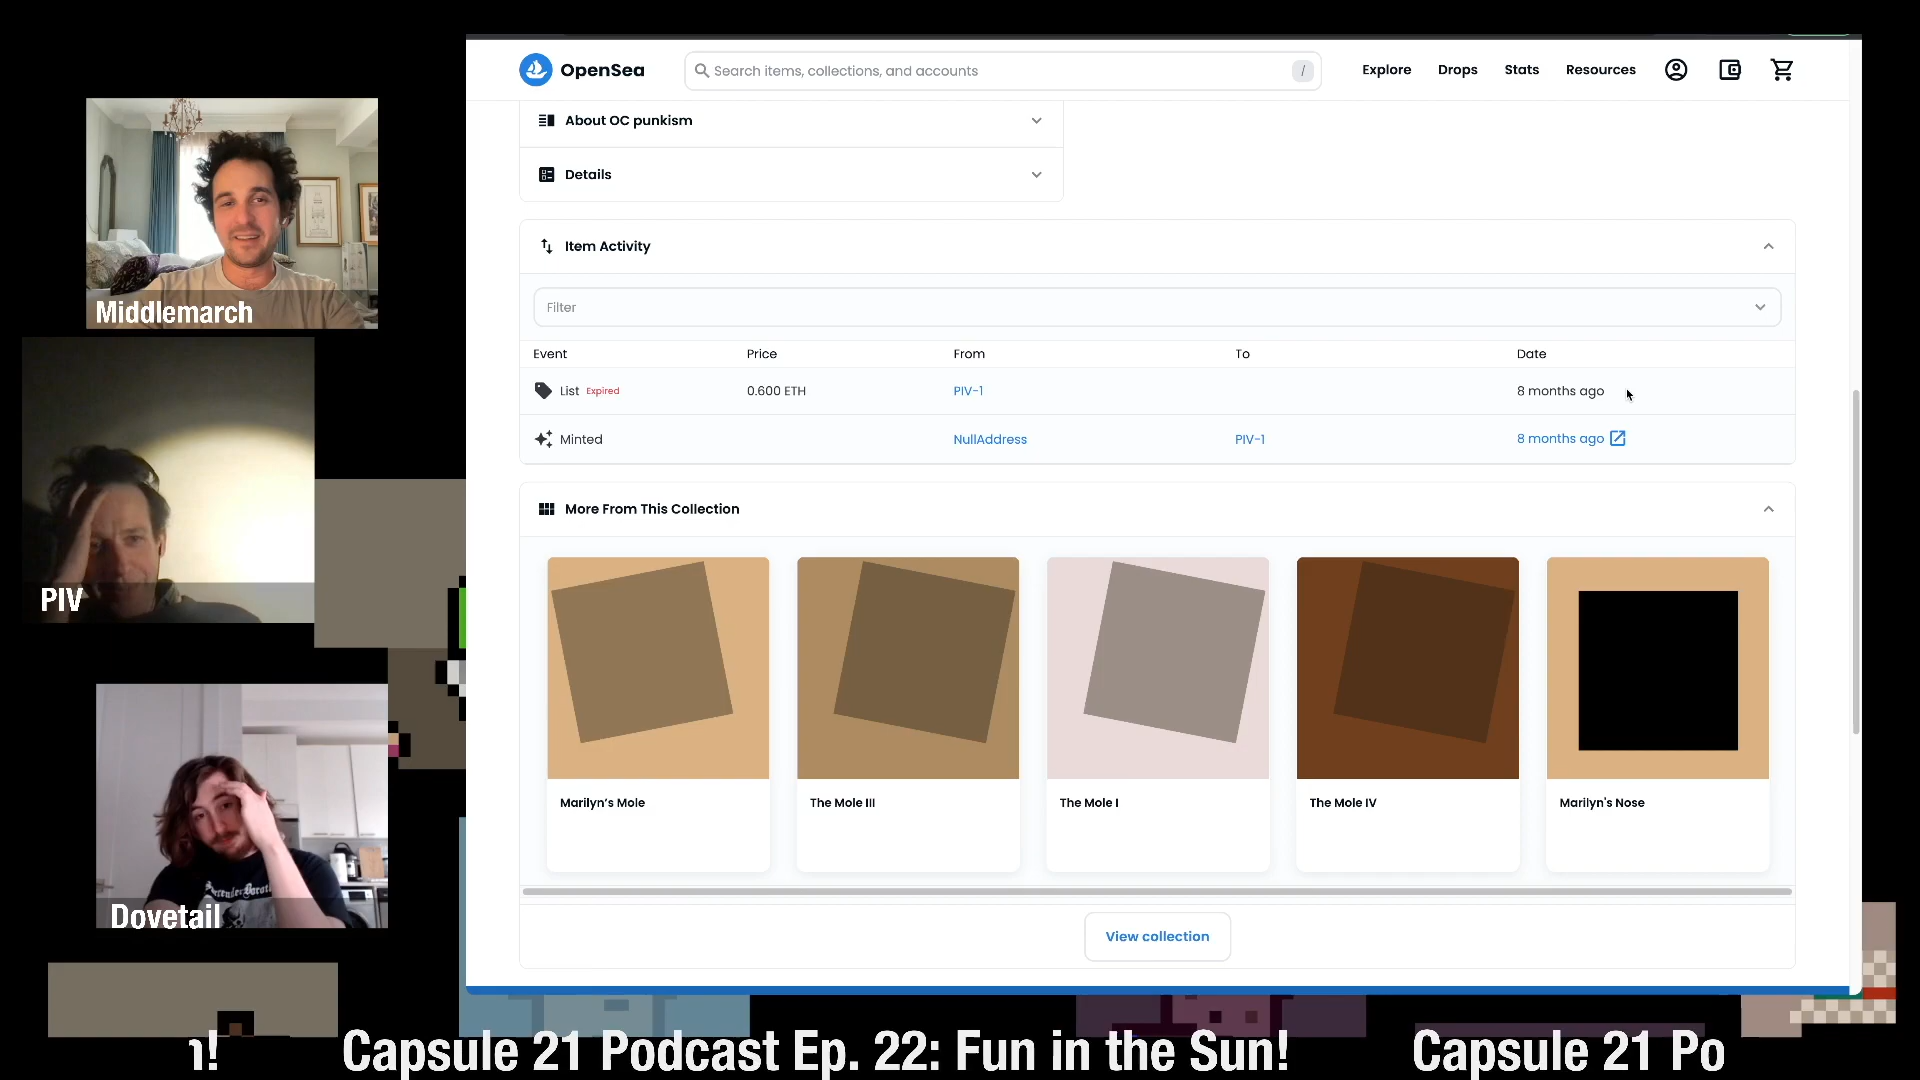 OpenSea
Search items, collections, and accounts
/
Explore
Drops
Stats
Resources
About OC punkism
Details
Item Activity
Filter
Event Price From To Date
List Expired 0.600 ETH PIV-1 8 months ago
Minted NullAddress PIV-1 8 months ago
More From This Collection
Marilyn’s Mole
The Mole III
The Mole I
The Mole IV
Marilyn's Nose
View collection
Middlemarch
PIV
Dovetail
n! Capsule 21 Podcast Ep. 22: Fun in the Sun! Capsule 21 Po